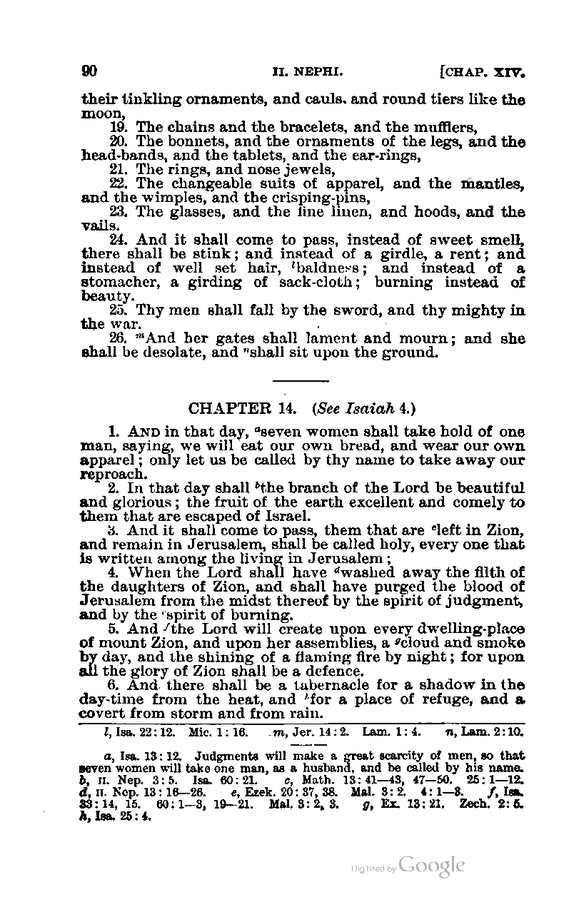 90 II. NEPHI. [CHAP. XIV.
their tinkling ornaments, and cauls. and round tiers like the
moon,
19. The chains and the bracelets, and the mufflers,
20. The bonnets, and the ornaments of the legs, and the
head-bands, and the tablets, and the ear-rings,
21. The rings, and nose jewels,
22. The changeable suits of apparel, and the mantles,
and the wimples, and the crisping-pins,
23. The glasses, and the fine linen, and hoods, and the
vails.
24. And it shall come to pass, instead of sweet smell,
there shall be stink; and instead of a girdle, a rent; and
instead of well set hair, lbaldness; and instead of a
stomacher, a girding of sack-cloth; burning instead of
beauty.
25. Thy men shall fall by the sword, and thy mighty in
the war.
26. mAnd her gates shall lament and mourn; and she
shall be desolate, and nshall sit upon the ground.
CHAPTER 14. (See Isaiah 4.)
1. AND in that day, aseven women shall take hold of one
man, saying, we will eat our own bread, and wear our own
apparel; only let us be called by thy name to take away our
reproach.
2. In that day shall bthe branch of the Lord be beautiful
and glorious; the fruit of the earth excellent and comely to
them that are escaped of Israel.
3. And it shall come to pass, them that are cleft in Zion,
and remain in Jerusalem, shall be called holy, every one that
is written among the living in Jerusalem;
4. When the Lord shall have dwashed away the filth of
the daughters of Zion, and shall have purged the blood of
Jerusalem from the midst thereof by the spirit of judgment,
and by the espirit of burning.
5. And fthe Lord will create upon every dwelling-place
of mount Zion, and upon her assemblies, a gcloud and smoke
by day, and the shining of a flaming fire by night; for upon
all the glory of Zion shall be a defence.
6. And there shall be a tabernacle for a shadow in the
day-time from the heat, and hfor a place of refuge, and a
covert from storm and from rain.
l, Isa. 22: 12. Mic. 1: 16. m, Jer. 14: 2. Lam. 1: 4. n, Lam. 2: 10.
a, Isa. 13: 12. Judgments will make a great scarcity of men, so that
seven women will take one man, as a husband, and be called by his name.
b, II. Nep. 3: 5. Isa. 60: 21. c, Math. 13: 41—43, 47—50. 25: 1—12.
d, II. Nep. 13: 16—26. e, Ezek. 20: 37, 38. Mal. 3: 2. 4: 1—3. f, Isa.
33: 14, 15. 60: 1—3, 19—21. Mal. 3: 2, 3. g, Ex. 13: 21. Zech. 2: 5.
h, Isa. 25: 4.
Digitized by Google